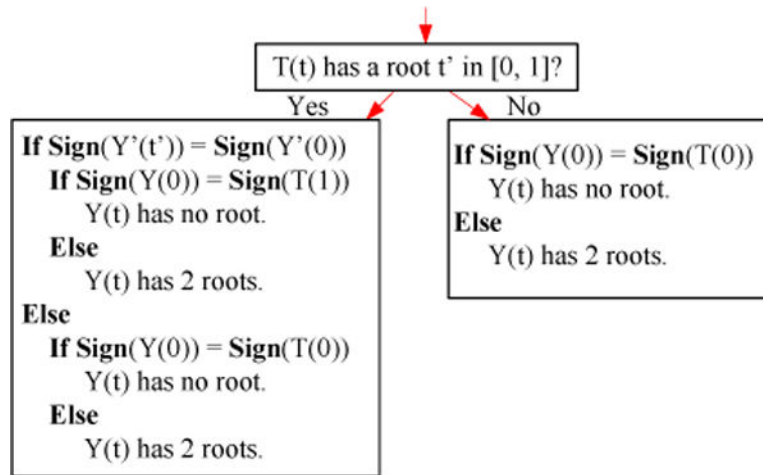 T(t) has a root t’ in [0, 1]?
Yes
No
If Sign(Y’(t’)) = Sign(Y’(0))
If Sign(Y(0)) = Sign(T(1))
Y(t) has no root.
Else
Y(t) has 2 roots.
Else
If Sign(Y(0)) = Sign(T(0))
Y(t) has no root.
Else
Y(t) has 2 roots.
If Sign(Y(0)) = Sign(T(0))
Y(t) has no root.
Else
Y(t) has 2 roots.